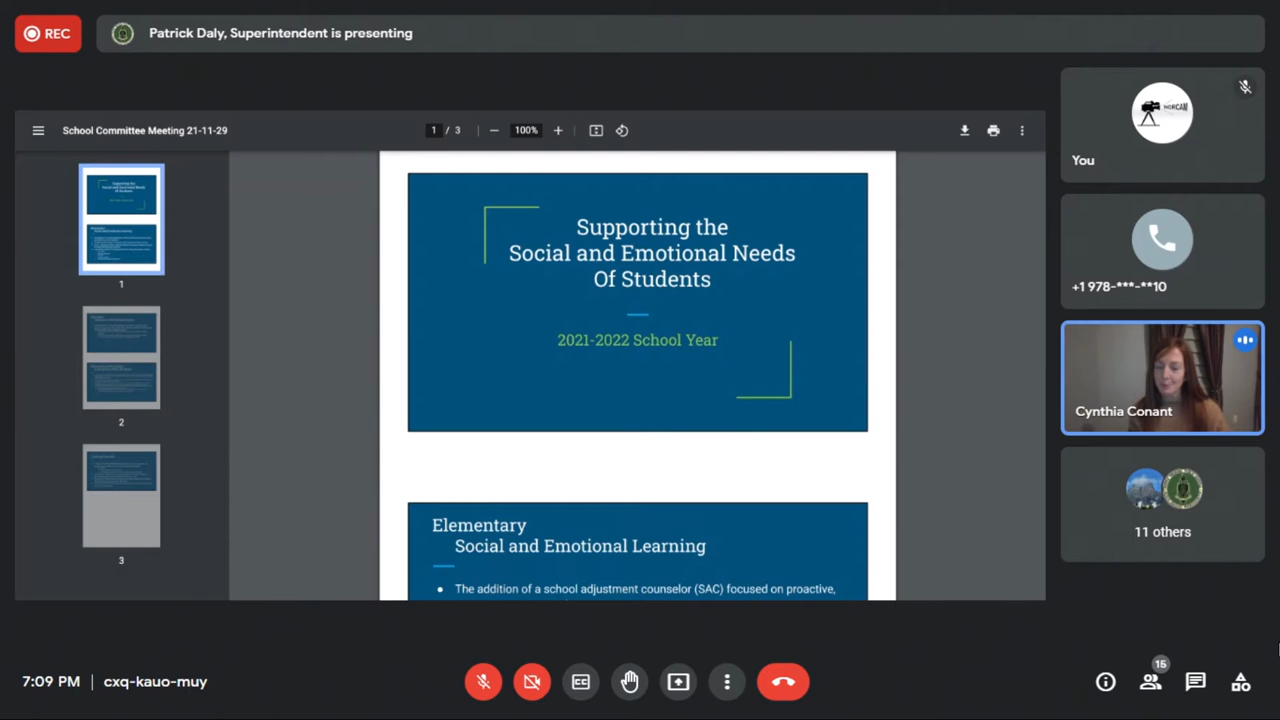 REC
Patrick Daly, Superintendent is presenting
School Committee Meeting 21-11-29
1 / 3
100%
Supporting the
Social and Emotional Needs
Of Students
2021-2022 School Year
Elementary
Social and Emotional Learning
● The addition of a school adjustment counselor (SAC) focused on proactive,
1
2
3
NORCAM
You
+1 978-***-**10
Cynthia Conant
11 others
7:09 PM | cxq-kauo-muy
CC
15